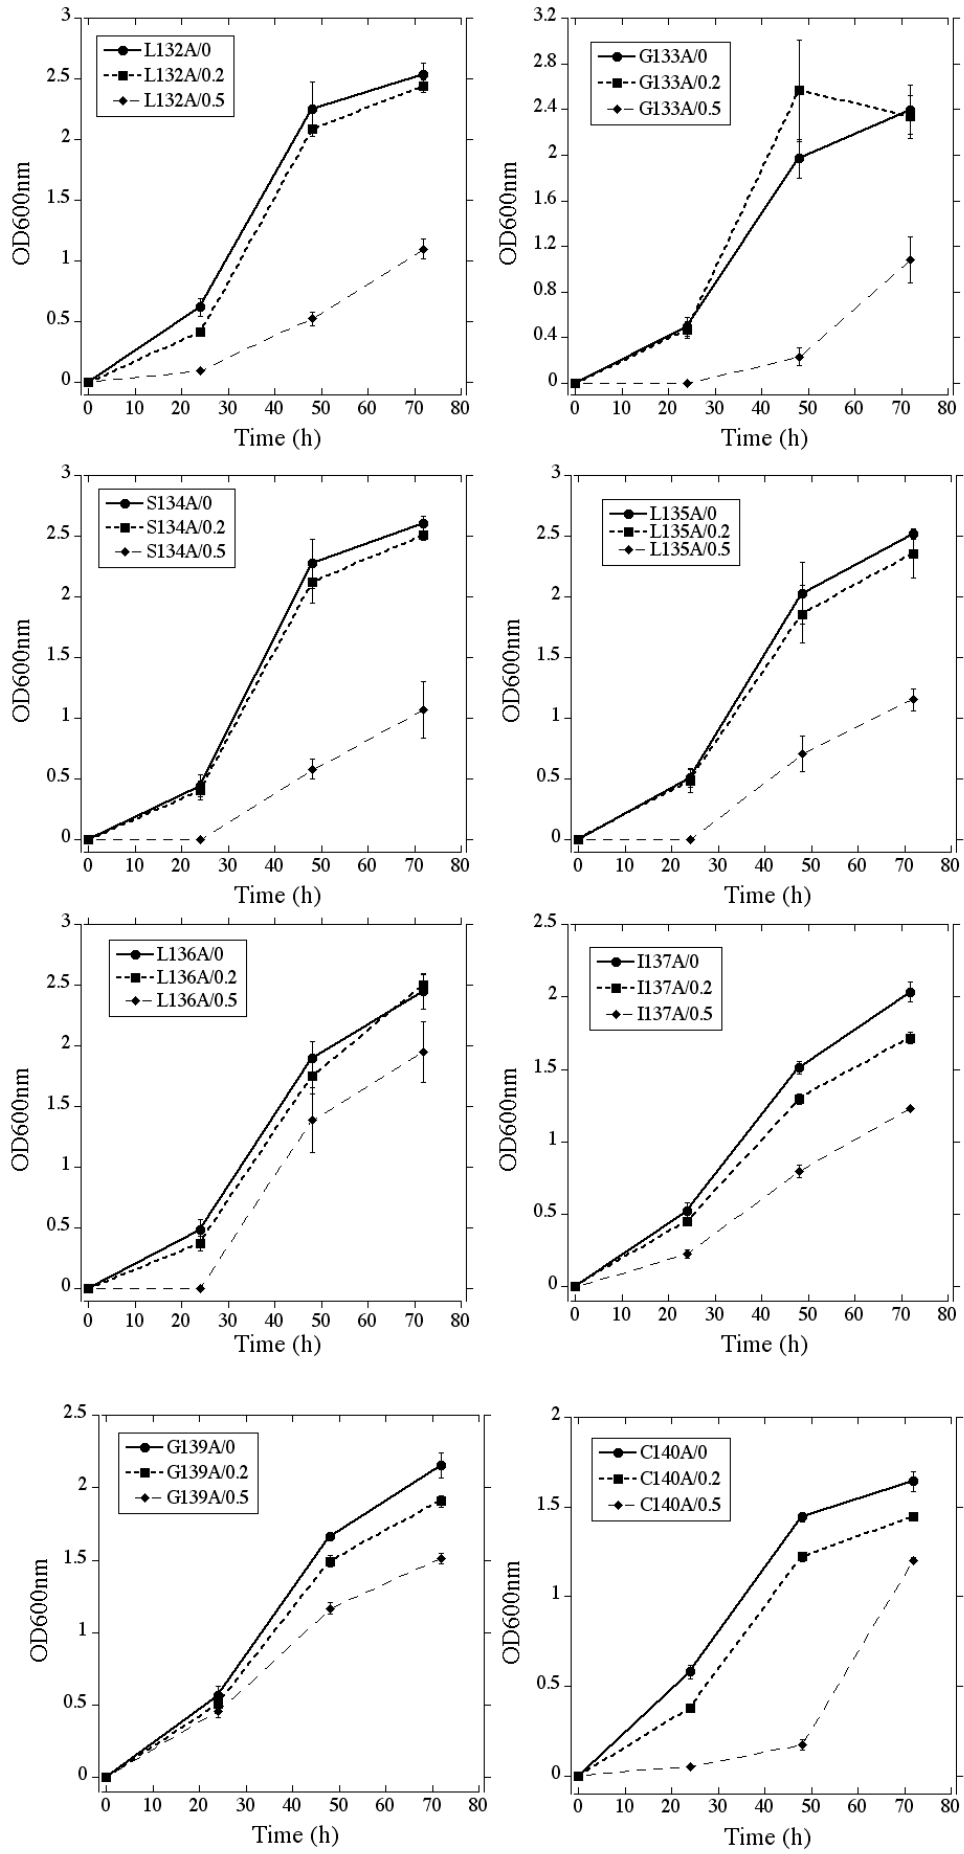 3
2.5
2
1.5
1
0.5
0
OD600nm
L132A/0
L132A/0.2
L132A/0.5
0 10 20 30 40 50 60 70 80
Time (h)
3.2
2.8
2.4
2
1.6
1.2
0.8
0.4
0
OD600nm
G133A/0
G133A/0.2
G133A/0.5
0 10 20 30 40 50 60 70 80
Time (h)
3
2.5
2
1.5
1
0.5
0
OD600nm
S134A/0
S134A/0.2
S134A/0.5
0 10 20 30 40 50 60 70 80
Time (h)
3
2.5
2
1.5
1
0.5
0
OD600nm
L135A/0
L135A/0.2
L135A/0.5
0 10 20 30 40 50 60 70 80
Time (h)
3
2.5
2
1.5
1
0.5
0
OD600nm
L136A/0
L136A/0.2
L136A/0.5
0 10 20 30 40 50 60 70 80
Time (h)
2.5
2
1.5
1
0.5
0
OD600nm
I137A/0
I137A/0.2
I137A/0.5
0 10 20 30 40 50 60 70 80
Time (h)
2.5
2
1.5
1
0.5
0
OD600nm
G139A/0
G139A/0.2
G139A/0.5
0 10 20 30 40 50 60 70 80
Time (h)
2
1.5
1
0.5
0
OD600nm
C140A/0
C140A/0.2
C140A/0.5
0 10 20 30 40 50 60 70 80
Time (h)